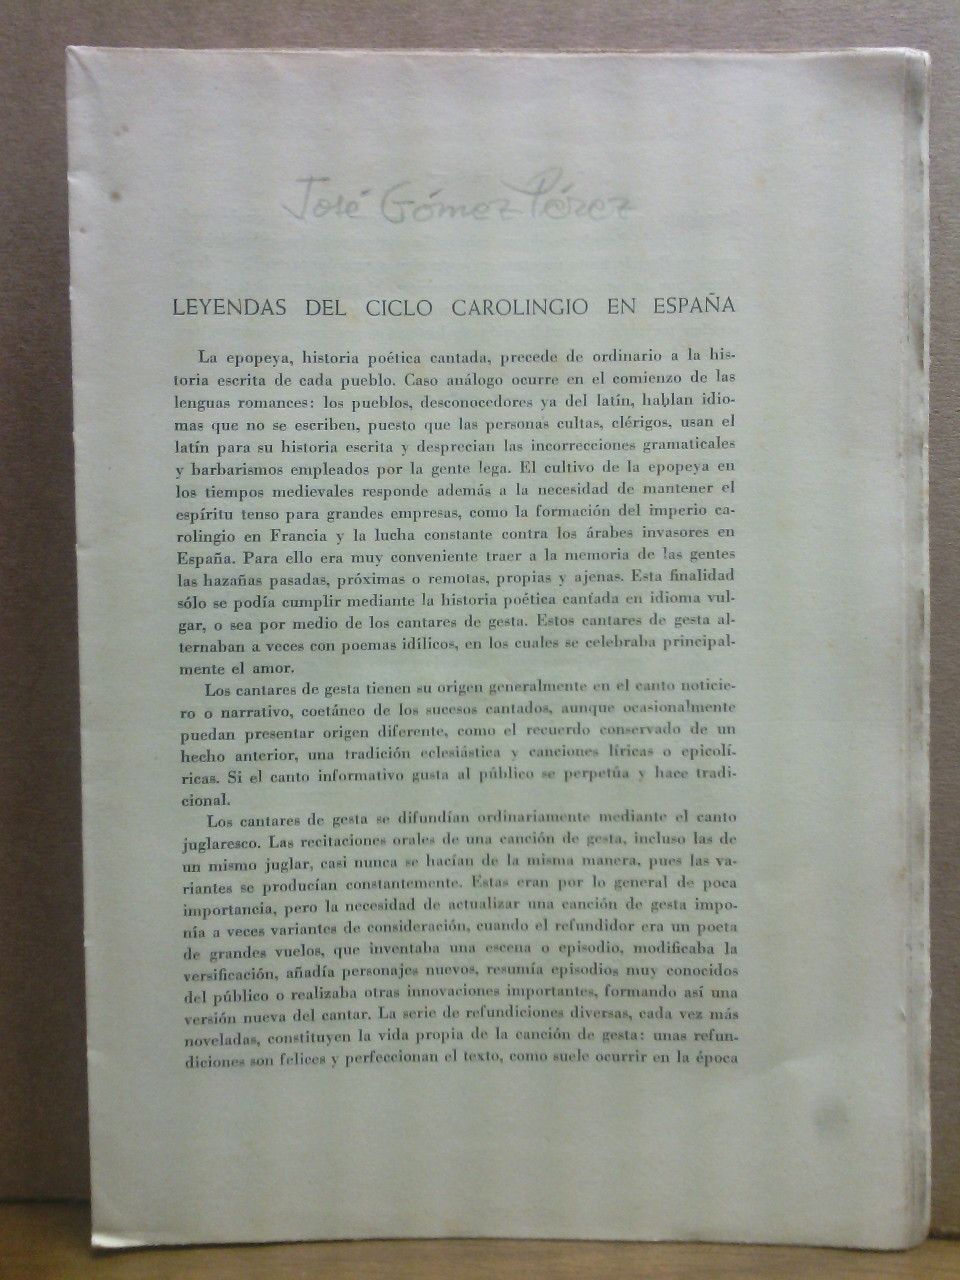 José Gómez Pérez
LEYENDAS DEL CICLO CAROLINGIO EN ESPAÑA
La epopeya, historia poética cantada, precede de ordinario a la his-
toria escrita de cada pueblo. Caso análogo ocurre en el comienzo de las
lenguas romances: los pueblos, desconocedores ya del latín, hablan idio-
mas que no se escriben, puesto que las personas cultas, clérigos, usan el
latín para su historia escrita y desprecian las incorrecciones gramaticales
y barbarismos empleados por la gente lega. El cultivo de la epopeya en
los tiempos medievales responde además a la necesidad de mantener el
espíritu tenso para grandes empresas, como la formación del imperio ca-
rolingio en Francia y la lucha constante contra los árabes invasores en
España. Para ello era muy conveniente traer a la memoria de las gentes
las hazañas pasadas, próximas o remotas, propias y ajenas. Esta finalidad
sólo se podía cumplir mediante la historia poética cantada en idioma vul-
gar, o sea por medio de los cantares de gesta. Estos cantares de gesta al-
ternaban a veces con poemas idílicos, en los cuales se celebraba principal-
mente el amor.
Los cantares de gesta tienen su origen generalmente en el canto noticie-
ro o narrativo, coetáneo de los sucesos cantados, aunque ocasionalmente
puedan presentar origen diferente, como el recuerdo conservado de un
hecho anterior, una tradición eclesiástica y canciones líricas o epicolí-
ricas. Si el canto informativo gusta al público se perpetúa y hace tradi-
cional.
Los cantares de gesta se difundían ordinariamente mediante el canto
juglaresco. Las recitaciones orales de una canción de gesta, incluso las de
un mismo juglar, casi nunca se hacían de la misma manera, pues las va-
riantes se producían constantemente. Estas eran por lo general de poca
importancia, pero la necesidad de actualizar una canción de gesta impo-
nía a veces variantes de consideración, cuando el refundidor era un poeta
de grandes vuelos, que inventaba una escena o episodio, modificaba la
versificación, añadía personajes nuevos, resumía episodios muy conocidos
del público o realizaba otras innovaciones importantes, formando así una
versión nueva del cantar. La serie de refundiciones diversas, cada vez más
noveladas, constituyen la vida propia de la canción de gesta: unas refun-
diciones son felices y perfeccionan el texto, como suele ocurrir en la época